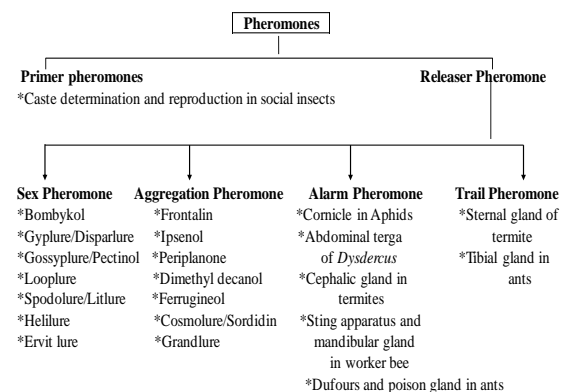 Pheromones
Primer pheromones
*Caste determination and reproduction in social insects
Releaser Pheromone
Sex Pheromone
*Bombykol
*Gyplure/Disparlure
*Gossyplure/Pectinol
*Looplure
*Spodolure/Litlure
*Helilure
*Ervit lure
Aggregation Pheromone
*Frontalin
*Ipsenol
*Periplanone
*Dimethyl decanol
*Ferrugineol
*Cosmolure/Sordidin
*Grandlure
Alarm Pheromone
*Cornicle in Aphids
*Abdominal terga
of Dysdercus
*Cephalic gland in
termites
*Sting apparatus and
mandibular gland
in worker bee
*Dufours and poison gland in ants
Trail Pheromone
*Sternal gland of
termite
*Tibial gland in
ants